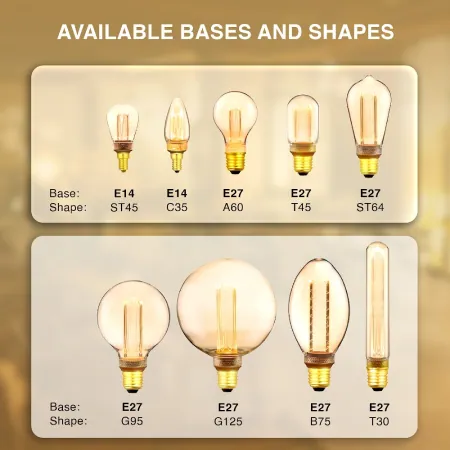 AVAILABLE BASES AND SHAPES
Base: E14 E14 E27 E27 E27
Shape: ST45 C35 A60 T45 ST64
Base: E27 E27 E27 E27
Shape: G95 G125 B75 T30